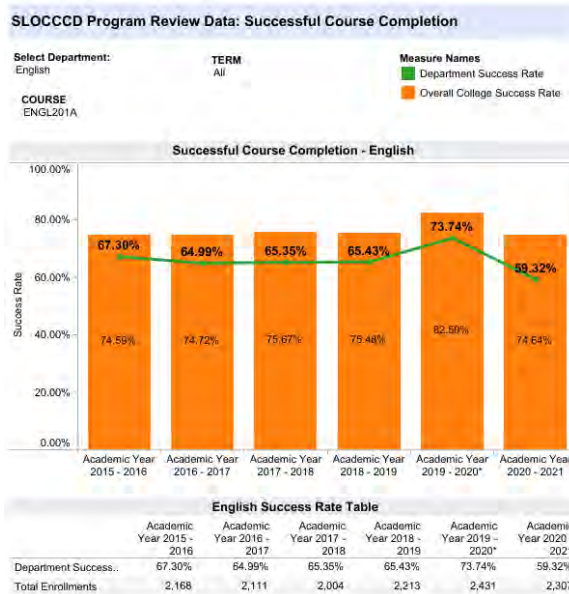 SLOCCCD Program Review Data: Successful Course Completion
Select Department:
English
TERM
All
Measure Names
Department Success Rate
Overall College Success Rate
COURSE
ENGL201A
Successful Course Completion - English
100.00%
80.00%
60.00%
40.00%
20.00%
0.00%
Success Rate
67.30%
64.99%
65.35%
65.43%
73.74%
59.32%
74.59%
74.72%
75.67%
75.48%
82.50%
74.64%
Academic Year 2015 - 2016
Academic Year 2016 - 2017
Academic Year 2017 - 2018
Academic Year 2018 - 2019
Academic Year 2019 - 2020*
Academic Year 2020 - 2021
English Success Rate Table
Academic Year 2015 - 2016
Academic Year 2016 - 2017
Academic Year 2017 - 2018
Academic Year 2018 - 2019
Academic Year 2019 - 2020*
Academic Year 2020 2021
Department Success.. 67.30% 64.99% 65.35% 65.43% 73.74% 59.32%
Total Enrollments 2,168 2,111 2,004 2,213 2,431 2,307